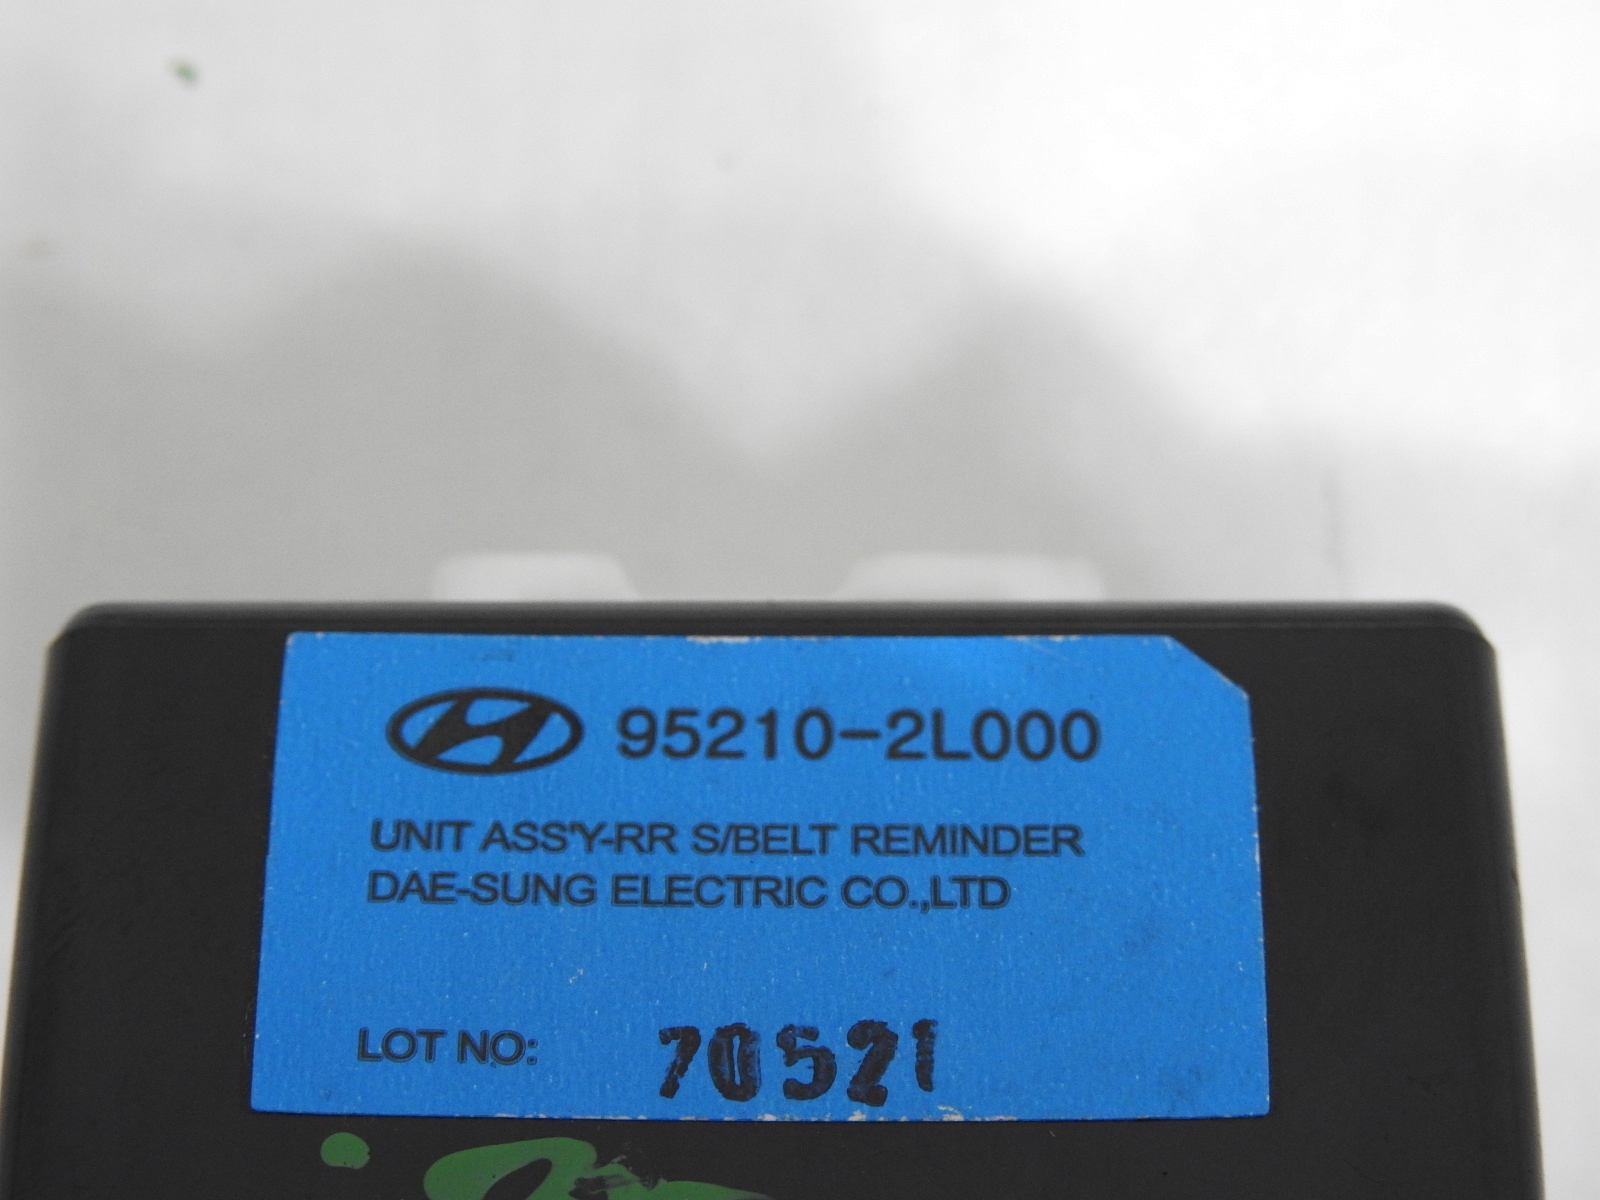 95210-2L000
UNIT ASS'Y-RR S/BELT REMINDER
DAE-SUNG ELECTRIC CO.,LTD
LOT NO: 70521